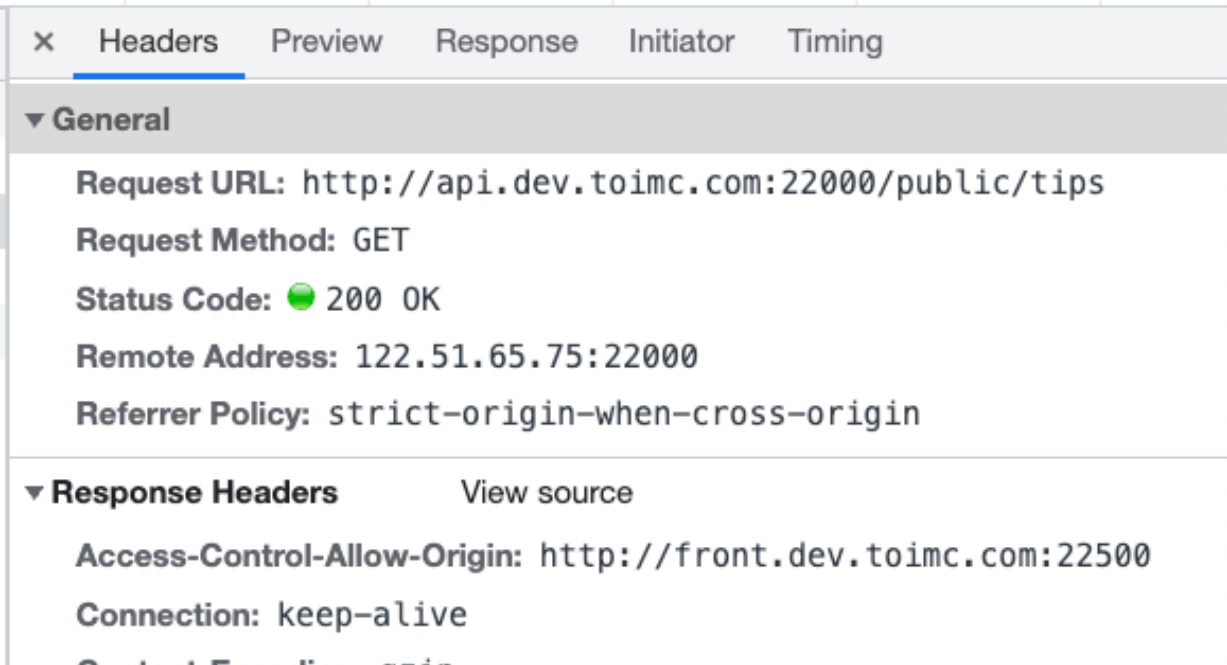 × Headers Preview Response Initiator Timing
▼ General
Request URL: http://api.dev.toimc.com:22000/public/tips
Request Method: GET
Status Code: 200 OK
Remote Address: 122.51.65.75:22000
Referrer Policy: strict-origin-when-cross-origin
▼ Response Headers View source
Access-Control-Allow-Origin: http://front.dev.toimc.com:22500
Connection: keep-alive